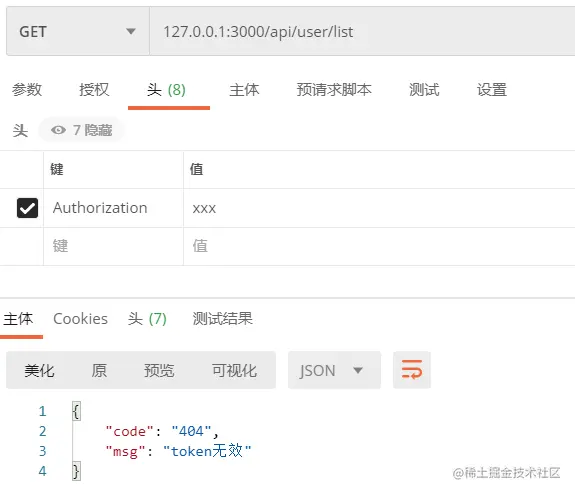 GET 127.0.0.1:3000/api/user/list
参数 授权 头 (8) 主体 预请求脚本 测试 设置
头 7 隐藏
键 值
Authorization xxx
键 值
主体 Cookies 头 (7) 测试结果
美化 原 预览 可视化 JSON
1 {
2 "code": "404",
3 "msg": "token无效"
4 }
@稀土掘金技术社区